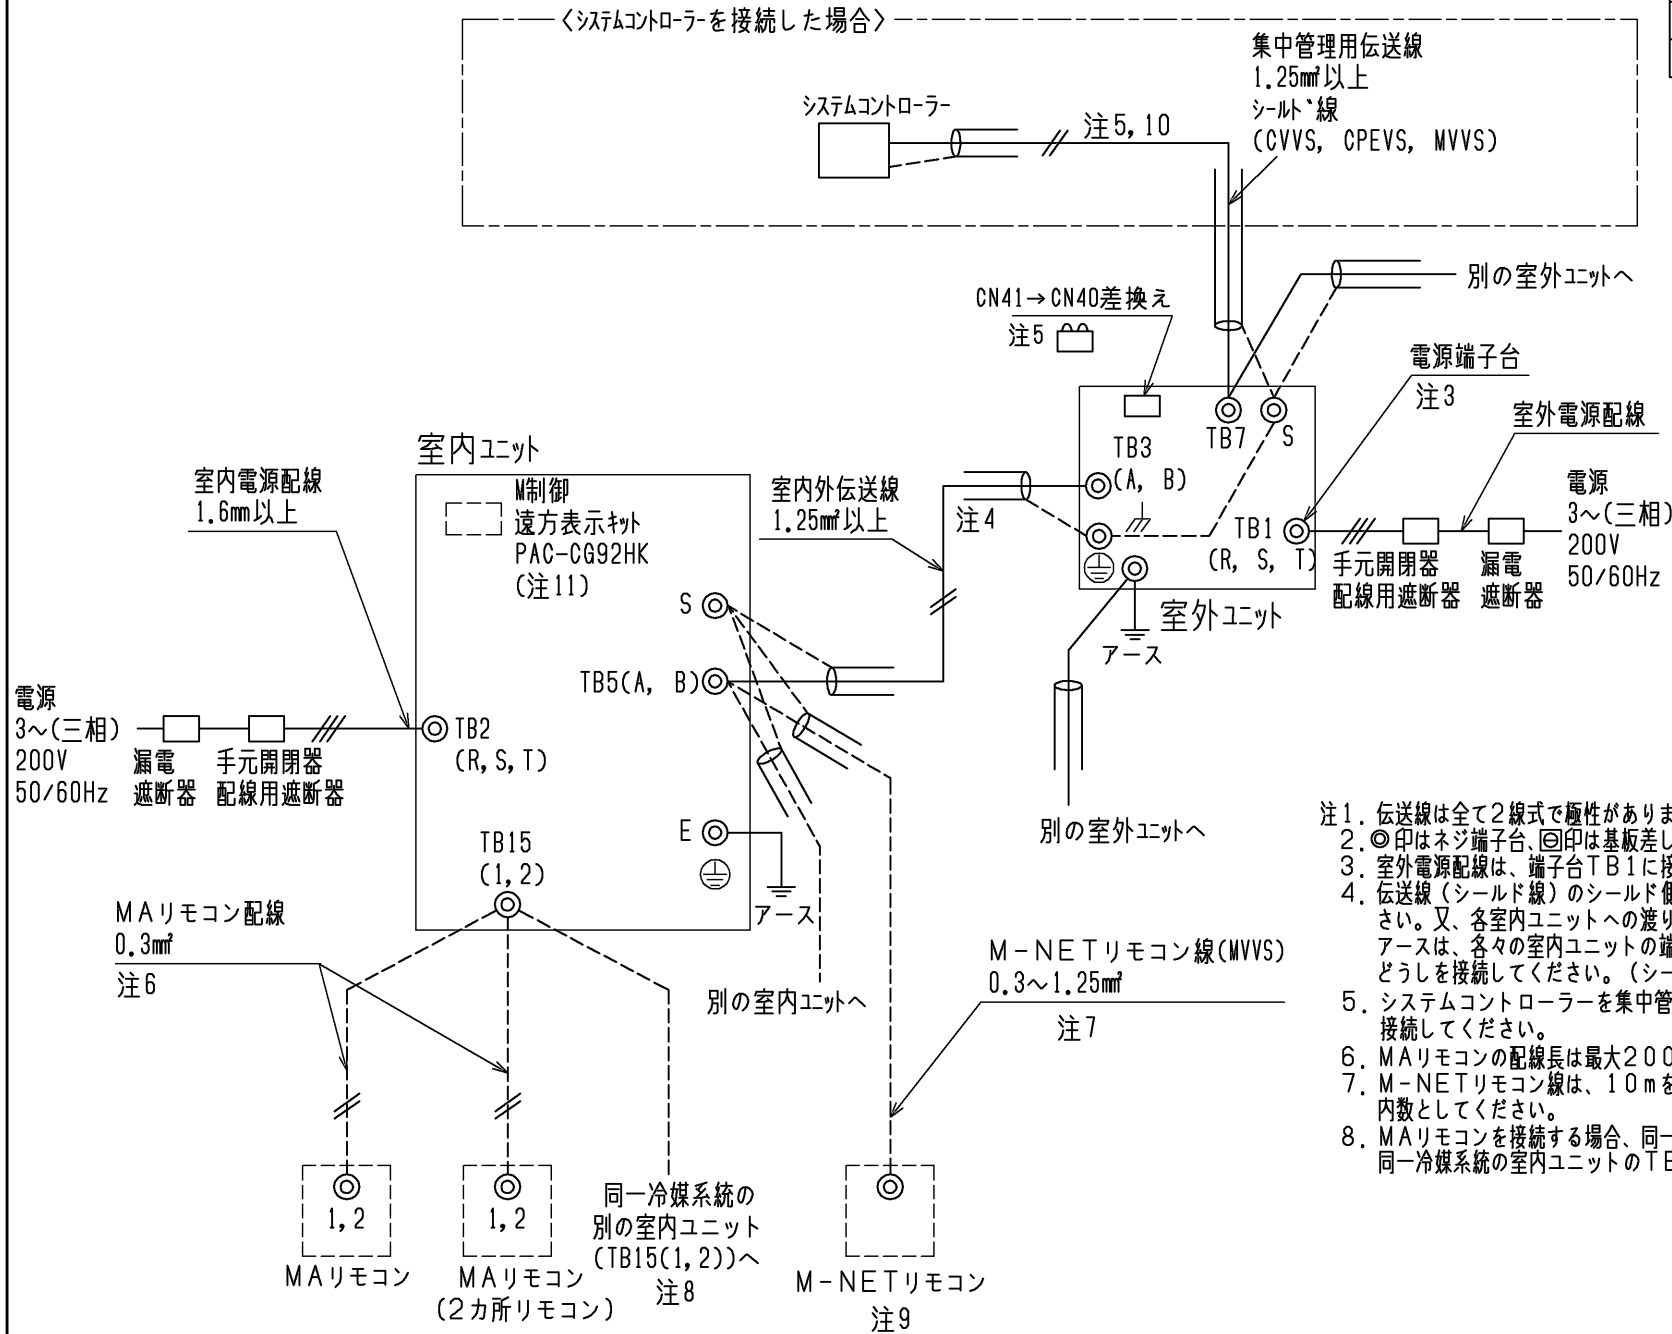 〈システムコントローラーを接続した場合〉
集中管理用伝送線
1.25㎟以上
シールド線
(CVVS, CPEVS, MVVS)
システムコントローラー
注5,10
別の室外ユニットへ
CN41→CN40差換え
注5
電源端子台
注3
室外電源配線
TB7
S
TB3
(A, B)
TB1
(R, S, T)
手元開閉器
配線用遮断器
漏電
遮断器
電源
3～(三相)
200V
50/60Hz
室外ユニット
アース
別の室外ユニットへ
室内外伝送線
1.25㎟以上
注4
室内ユニット
M制御
遠方表示キット
PAC-CG92HK
(注11)
室内電源配線
1.6mm以上
S
TB5(A, B)
電源
3～(三相)
200V
50/60Hz
漏電
遮断器
手元開閉器
配線用遮断器
TB2
(R,S,T)
E
アース
TB15
(1,2)
MAリモコン配線
0.3㎟
注6
別の室内ユニットへ
M-NETリモコン線(MVVS)
0.3～1.25㎟
注7
1,2
MAリモコン
1,2
MAリモコン
(2カ所リモコン)
同一冷媒系統の
別の室内ユニット
(TB15(1,2))へ
注8
M-NETリモコン
注9
注1. 伝送線は全て2線式で極性がありま
2. ◎印はネジ端子台、回印は基板差し
3. 室外電源配線は、端子台TB1に接
4. 伝送線(シールド線)のシールド側
さい。又、各室内ユニットへの渡り
アースは、各々の室内ユニットの端
どうしを接続してください。(シー
5. システムコントローラーを集中管
接続してください。
6. MAリモコンの配線長は最大200
7. M-NETリモコン線は、10mを
内数としてください。
8. MAリモコンを接続する場合、同一
同一冷媒系統の室内ユニットのTB